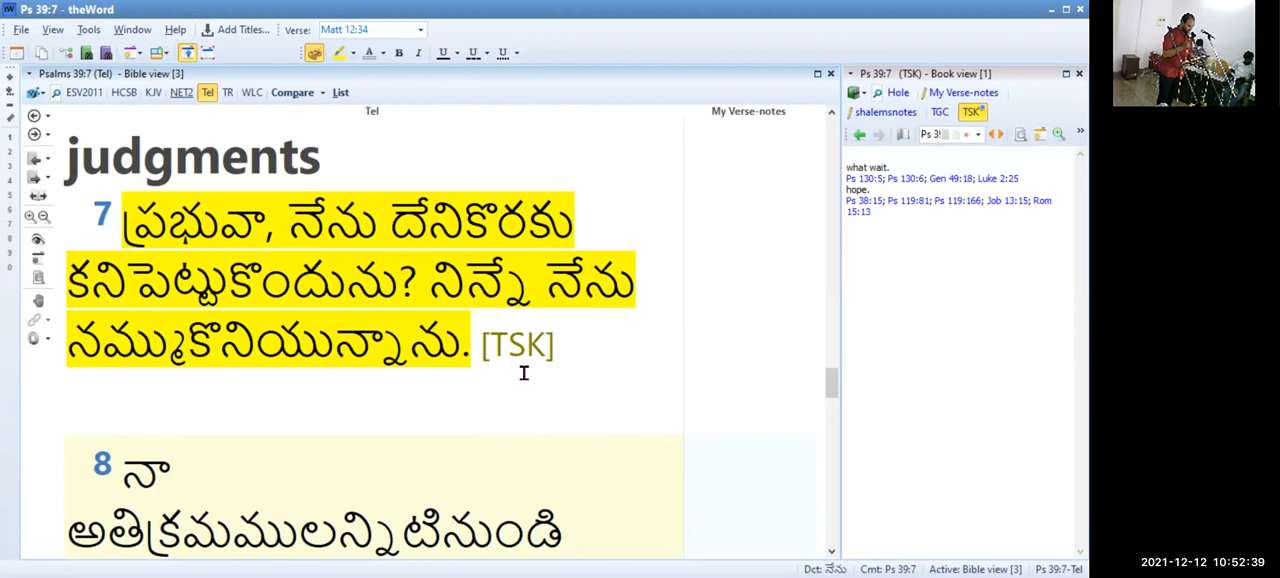 Ps 39:7 - theWord
File View Tools Window Help Add Titles... Verse: Matt 12:34
Psalms 39:7 (Tel) - Bible view [3]
ESV2011 HCSB KJV NET2 Tel TR WLC Compare List
Tel My Verse-notes
judgments
7 ప్రభువా, నేను దేనికొరకు
కనిపెట్టుకొందును? నిన్నే నేను
నమ్ముకొనియున్నాను. [TSK]
8 నా
అతిక్రమములన్నిటినుండి
Ps 39:7 (TSK) - Book view [1]
Hole My Verse-notes
shalemsnotes TGC TSK
what wait.
Ps 130:5; Ps 130:6; Gen 49:18; Luke 2:25
hope.
Ps 38:15; Ps 119:81; Ps 119:166; Job 13:15; Rom
15:13
Dct: నేను Cmt: Ps 39:7 Active: Bible view [3] Ps 39:7-Tel
2021-12-12 10:52:39